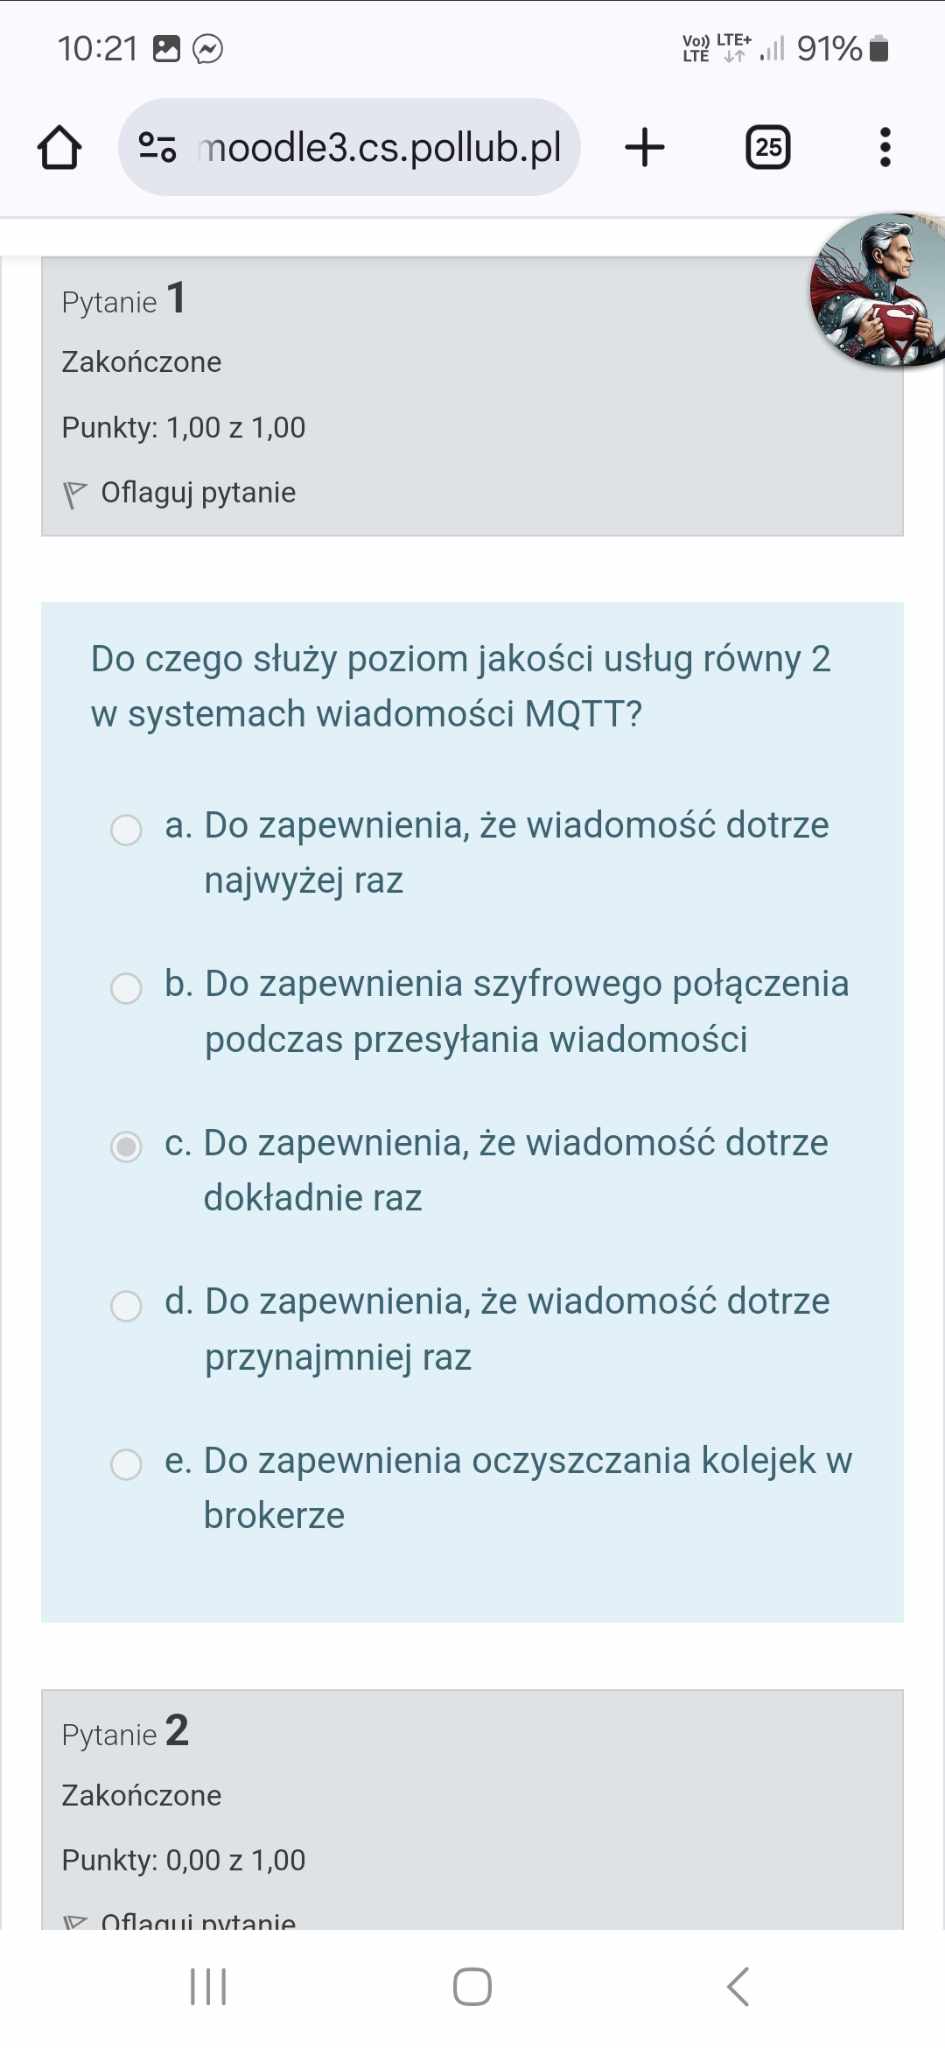 10:21
Vo)) LTE LTE+ 91%
moodle3.cs.pollub.pl
25
Pytanie 1
Zakończone
Punkty: 1,00 z 1,00
Oflaguj pytanie
Do czego służy poziom jakości usług równy 2
w systemach wiadomości MQTT?
a. Do zapewnienia, że wiadomość dotrze
najwyżej raz
b. Do zapewnienia szyfrowego połączenia
podczas przesyłania wiadomości
c. Do zapewnienia, że wiadomość dotrze
dokładnie raz
d. Do zapewnienia, że wiadomość dotrze
przynajmniej raz
e. Do zapewnienia oczyszczania kolejek w
brokerze
Pytanie 2
Zakończone
Punkty: 0,00 z 1,00
Oflaguj pytanie